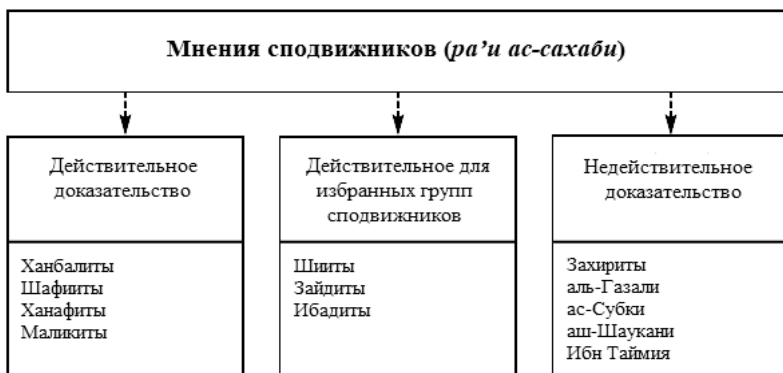 Мнения сподвижников (ра’и ас-сахаби)
Действительное
доказательство
Ханбалиты
Шафииты
Ханафиты
Маликиты
Действительное для
избранных групп
сподвижников
Шииты
Зайдиты
Ибадиты
Недействительное
доказательство
Захириты
аль-Газали
ас-Субки
аш-Шаукани
Ибн Таймия